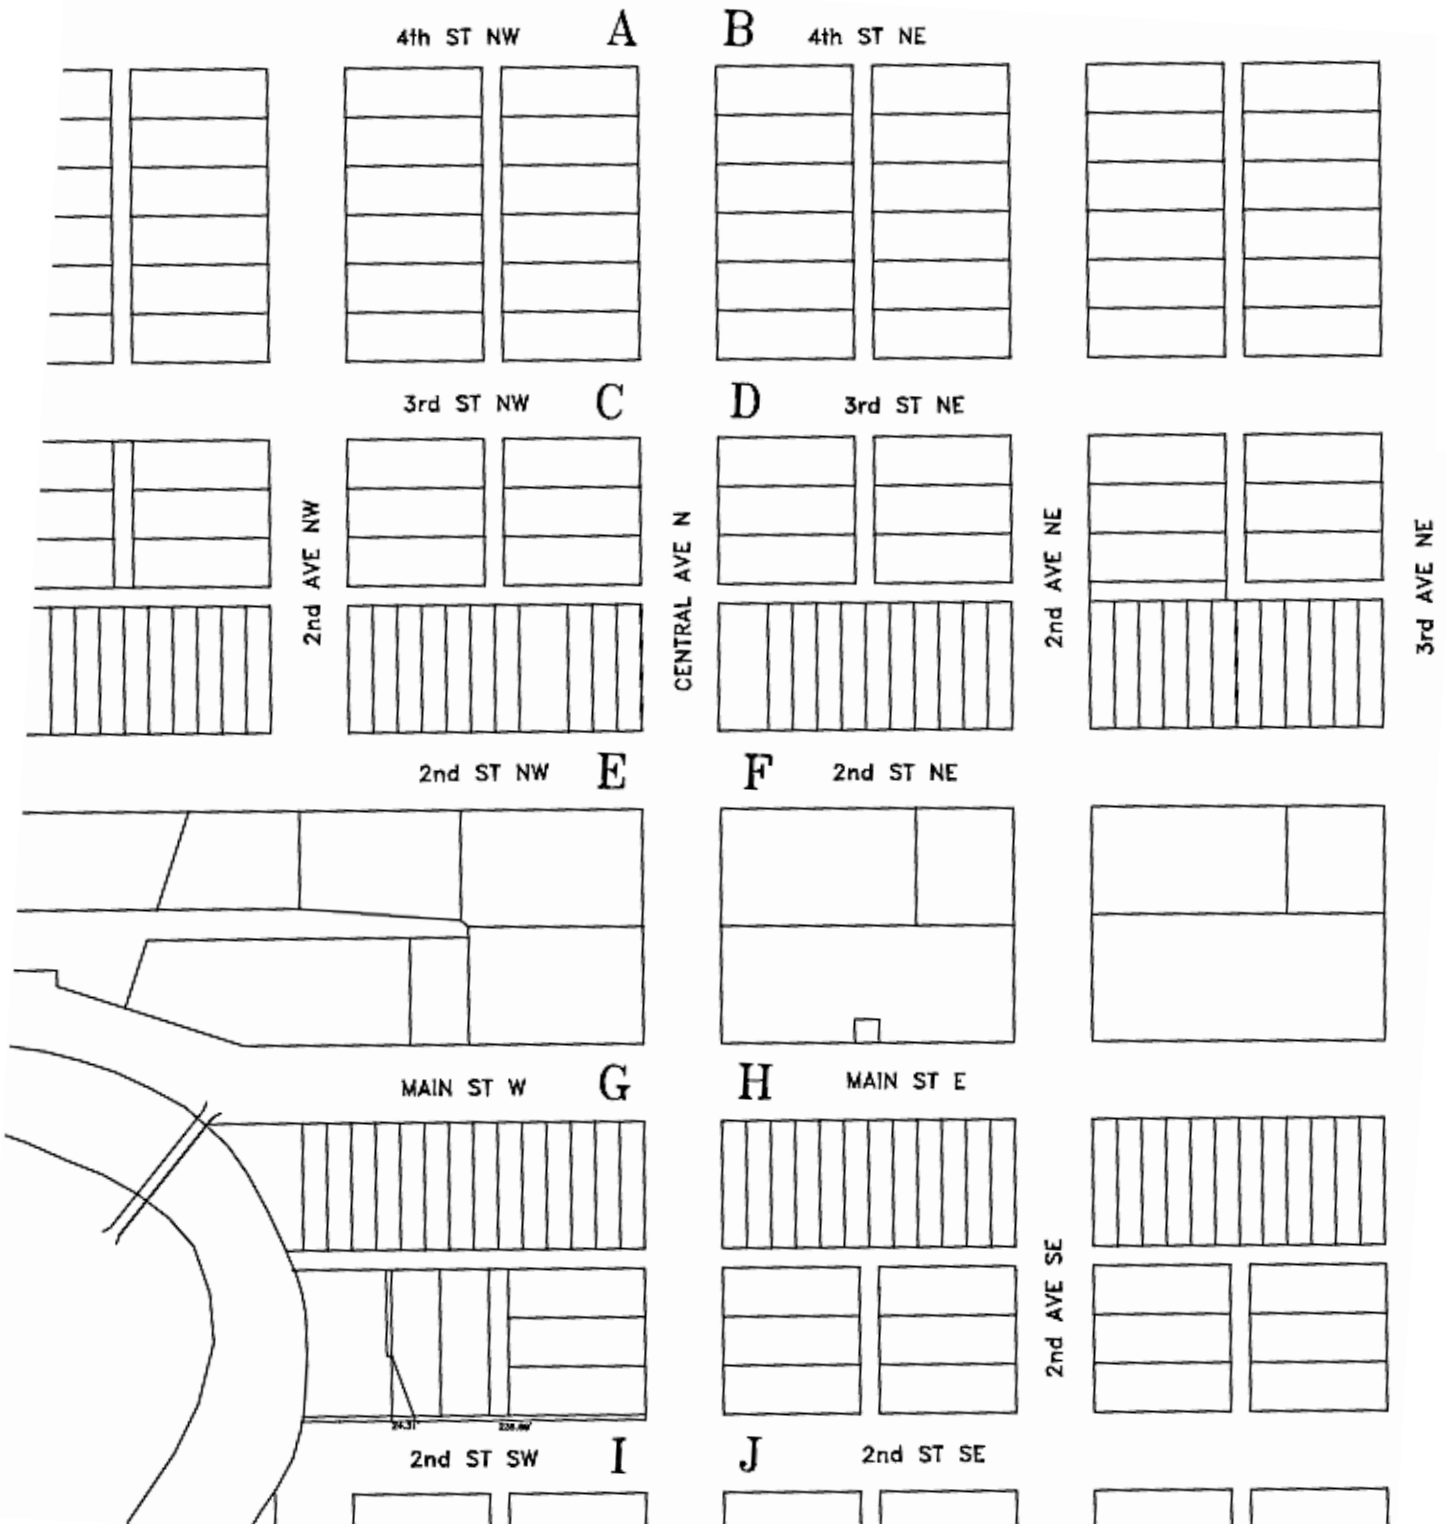 4th ST NW A B 4th ST NE
3rd ST NW C D 3rd ST NE
2nd AVE NW
CENTRAL AVE N
2nd AVE NE
3rd AVE NE
2nd ST NW E F 2nd ST NE
MAIN ST W G H MAIN ST E
2nd AVE SE
24.31
2nd ST SW I J 2nd ST SE